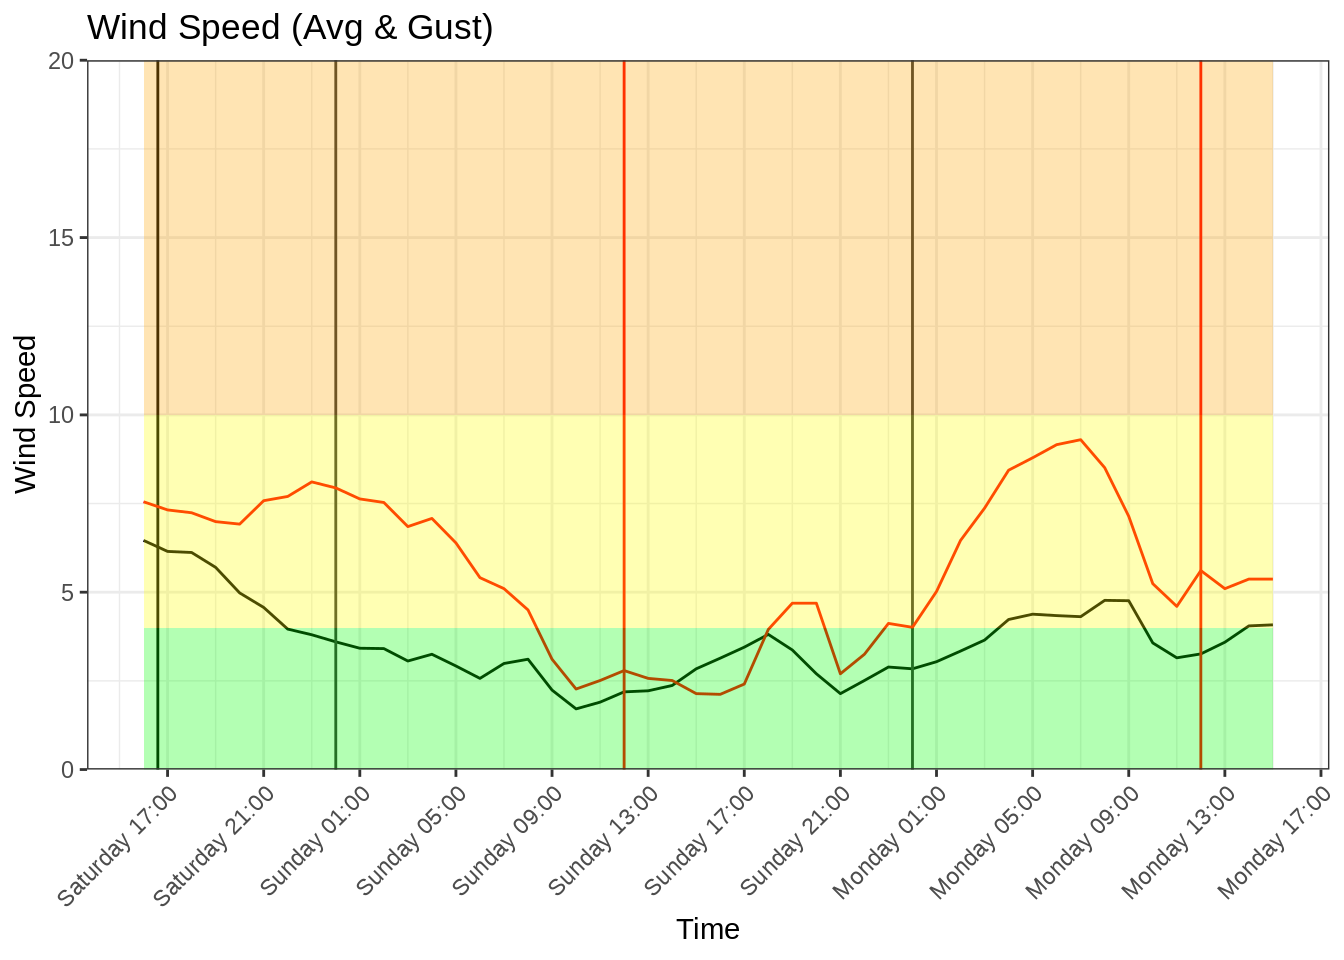 Wind Speed (Avg & Gust)
20
15
10
5
0
Wind Speed
Saturday 17:00
Saturday 21:00
Sunday 01:00
Sunday 05:00
Sunday 09:00
Sunday 13:00
Sunday 17:00
Sunday 21:00
Monday 01:00
Monday 05:00
Monday 09:00
Monday 13:00
Monday 17:00
Time